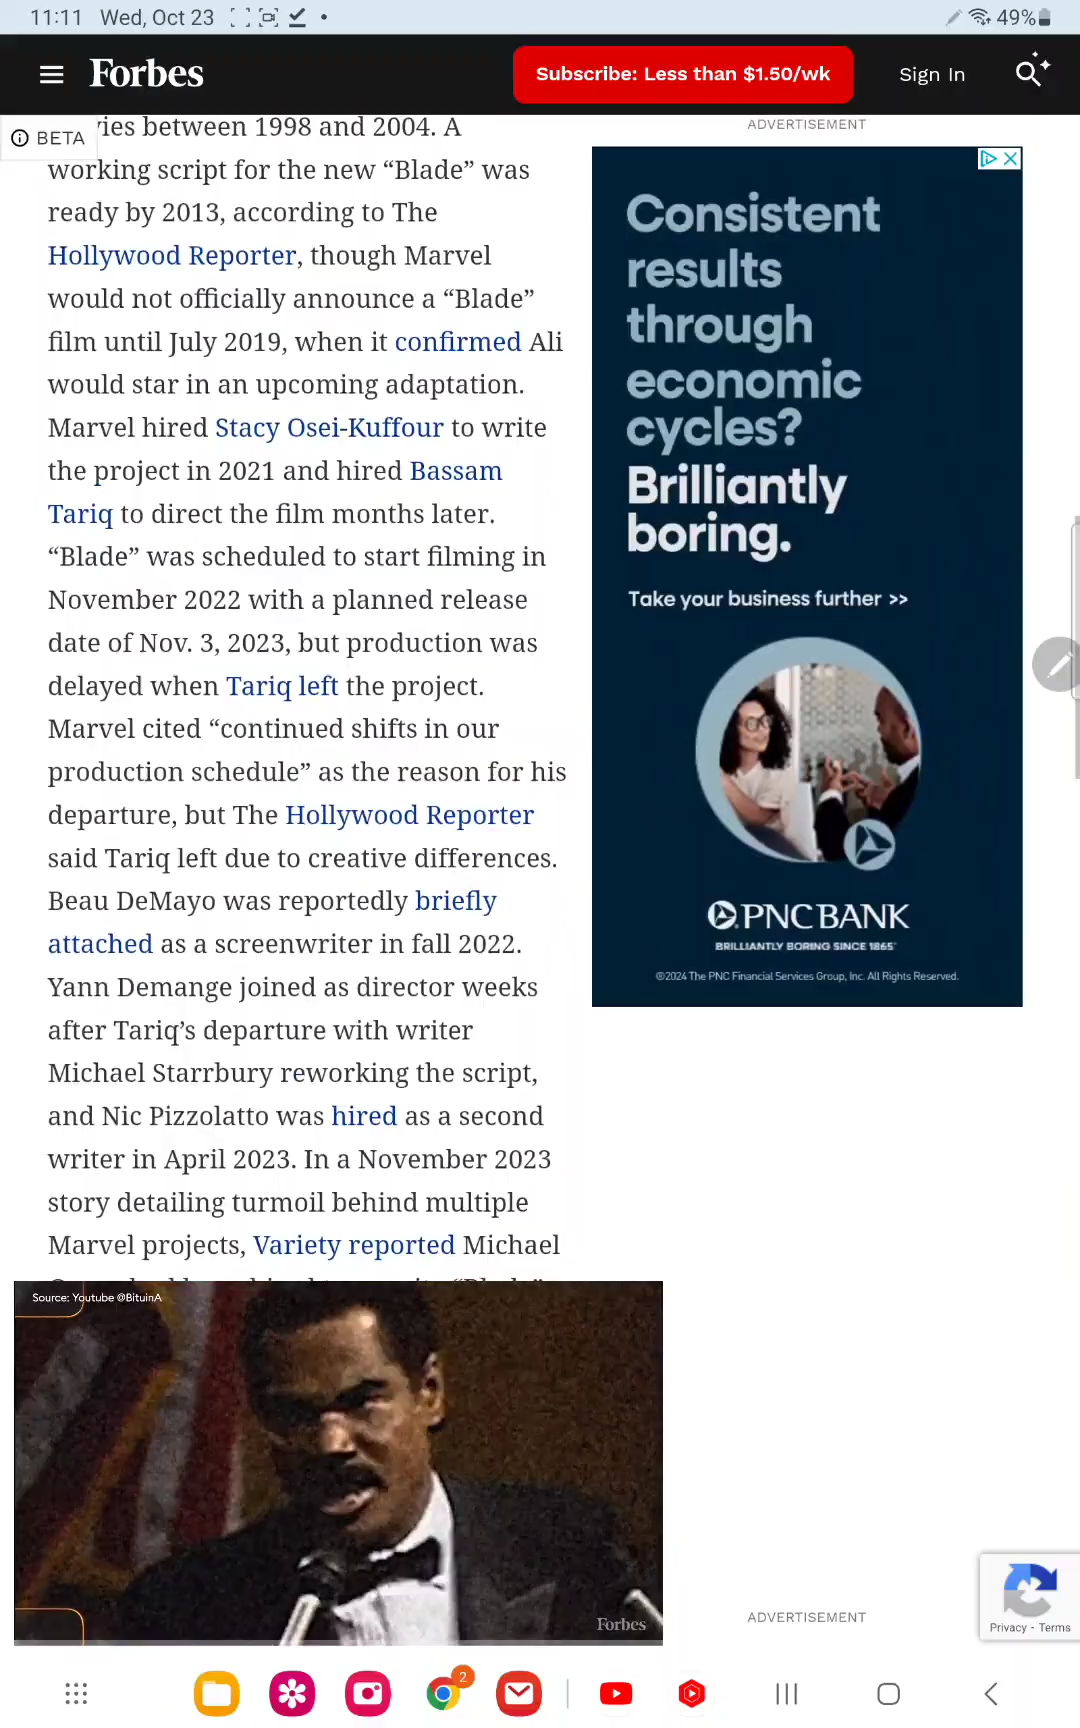 11:11 Wed, Oct 23
49%
Forbes
Subscribe: Less than $1.50/wk
Sign In
BETA
ies between 1998 and 2004. A
working script for the new “Blade” was
ready by 2013, according to The
Hollywood Reporter, though Marvel
would not officially announce a “Blade”
film until July 2019, when it confirmed Ali
would star in an upcoming adaptation.
Marvel hired Stacy Osei-Kuffour to write
the project in 2021 and hired Bassam
Tariq to direct the film months later.
“Blade” was scheduled to start filming in
November 2022 with a planned release
date of Nov. 3, 2023, but production was
delayed when Tariq left the project.
Marvel cited “continued shifts in our
production schedule” as the reason for his
departure, but The Hollywood Reporter
said Tariq left due to creative differences.
Beau DeMayo was reportedly briefly
attached as a screenwriter in fall 2022.
Yann Demange joined as director weeks
after Tariq’s departure with writer
Michael Starrbury reworking the script,
and Nic Pizzolatto was hired as a second
writer in April 2023. In a November 2023
story detailing turmoil behind multiple
Marvel projects, Variety reported Michael
ADVERTISEMENT
Consistent
results
through
economic
cycles?
Brilliantly
boring.
Take your business further >>
PNC BANK
BRILLIANTLY BORING SINCE 1865
©2024 The PNC Financial Services Group, Inc. All Rights Reserved.
Source: Youtube @BituinA
Forbes
ADVERTISEMENT
Privacy - Terms
2